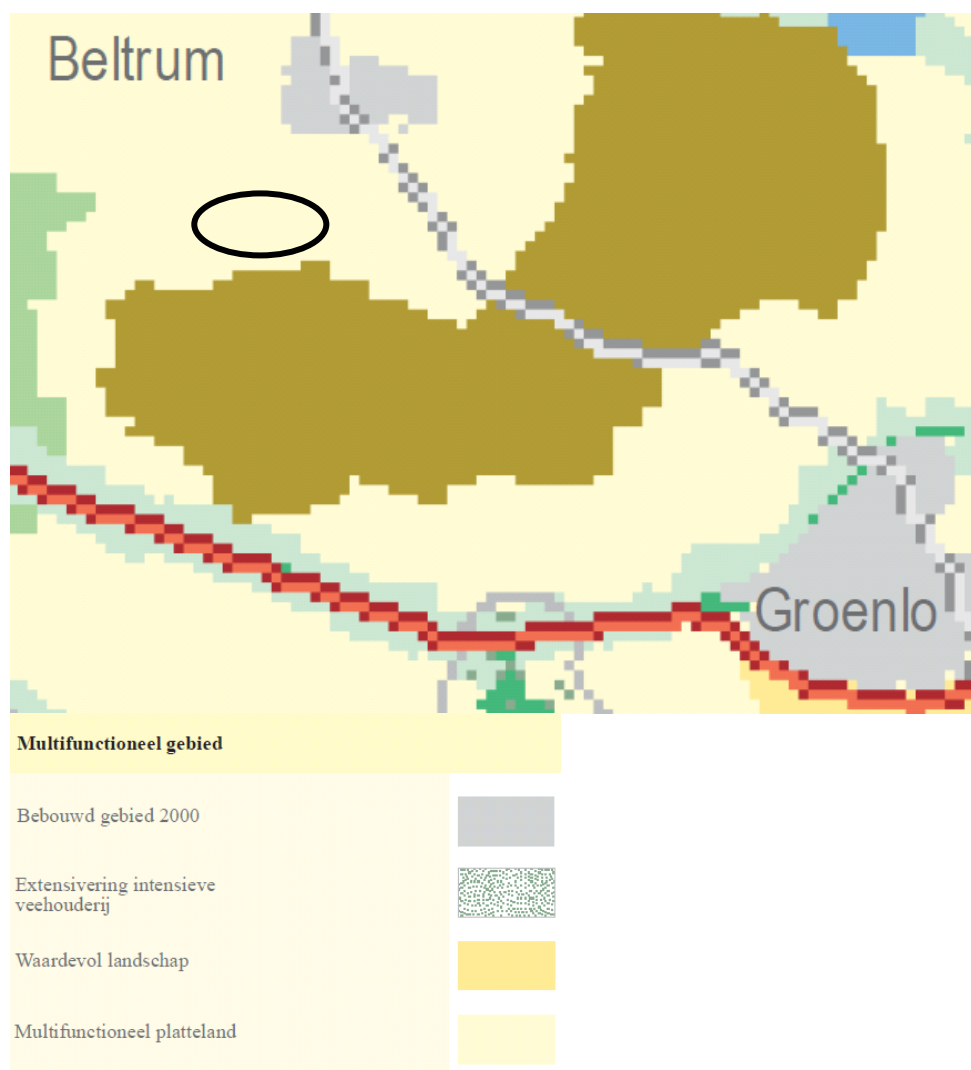 Beltrum
Groenlo
Multifunctioneel gebied
Bebouwd gebied 2000
Extensivering intensieve
veehouderij
Waardevol landschap
Multifunctioneel platteland